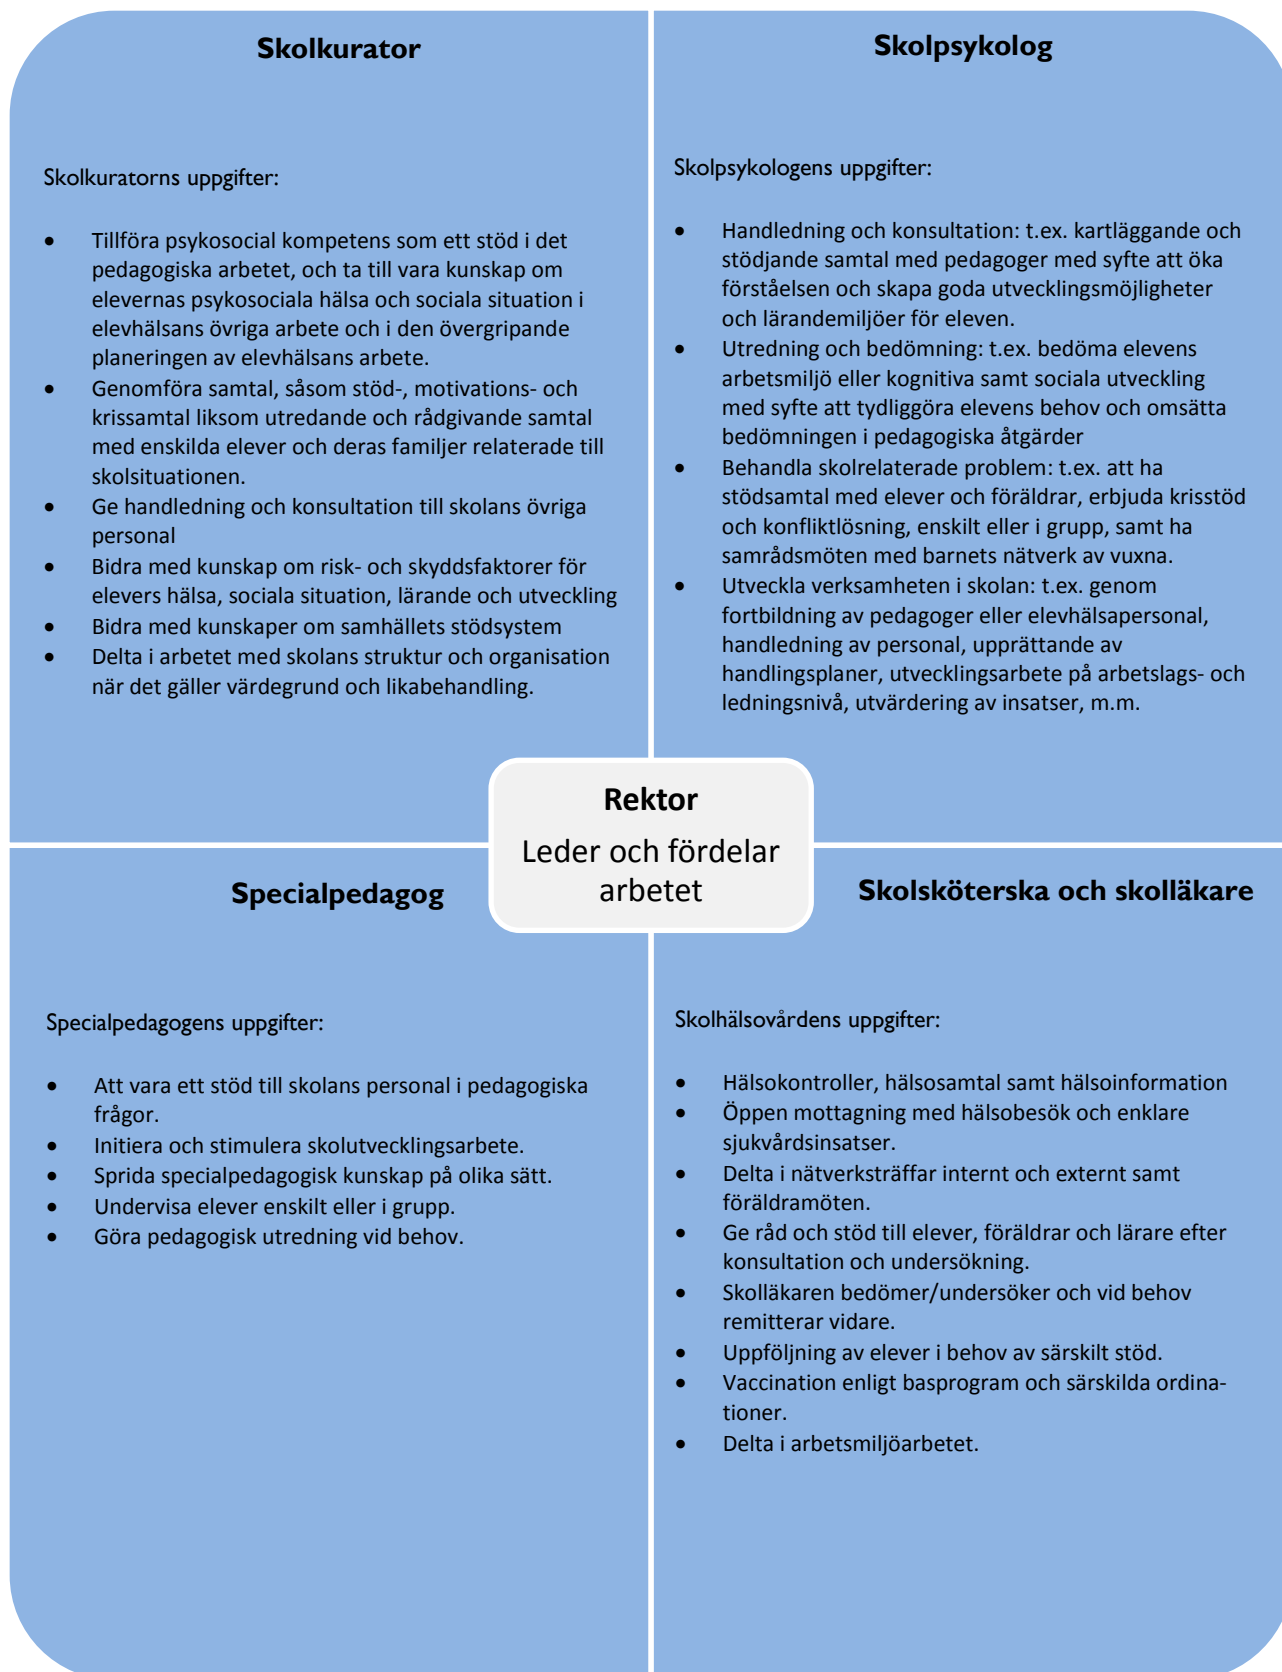 Skolkurator
Skolkuratorns uppgifter:
• Tillföra psykosocial kompetens som ett stöd i det
pedagogiska arbetet, och ta till vara kunskap om
elevernas psykosociala hälsa och sociala situation i
elevhälsans övriga arbete och i den övergripande
planeringen av elevhälsans arbete.
• Genomföra samtal, såsom stöd-, motivations- och
krissamtal liksom utredande och rådgivande samtal
med enskilda elever och deras familjer relaterade till
skolsituationen.
• Ge handledning och konsultation till skolans övriga
personal
• Bidra med kunskap om risk- och skyddsfaktorer för
elevers hälsa, sociala situation, lärande och utveckling
• Bidra med kunskaper om samhällets stödsystem
• Delta i arbetet med skolans struktur och organisation
när det gäller värdegrund och likabehandling.
Skolpsykolog
Skolpsykologens uppgifter:
• Handledning och konsultation: t.ex. kartläggande och
stödjande samtal med pedagoger med syfte att öka
förståelsen och skapa goda utvecklingsmöjligheter
och lärandemiljöer för eleven.
• Utredning och bedömning: t.ex. bedöma elevens
arbetsmiljö eller kognitiva samt sociala utveckling
med syfte att tydliggöra elevens behov och omsätta
bedömningen i pedagogiska åtgärder
• Behandla skolrelaterade problem: t.ex. att ha
stödsamtal med elever och föräldrar, erbjuda krisstöd
och konfliktlösning, enskilt eller i grupp, samt ha
samrådsmöten med barnets nätverk av vuxna.
• Utveckla verksamheten i skolan: t.ex. genom
fortbildning av pedagoger eller elevhälsapersonal,
handledning av personal, upprättande av
handlingsplaner, utvecklingsarbete på arbetslags- och
ledningsnivå, utvärdering av insatser, m.m.
Rektor
Leder och fördelar
arbetet
Specialpedagog
Specialpedagogens uppgifter:
• Att vara ett stöd till skolans personal i pedagogiska
frågor.
• Initiera och stimulera skolutvecklingsarbete.
• Sprida specialpedagogisk kunskap på olika sätt.
• Undervisa elever enskilt eller i grupp.
• Göra pedagogisk utredning vid behov.
Skolsköterska och skolläkare
Skolhälsovårdens uppgifter:
• Hälsokontroller, hälsosamtal samt hälsoinformation
• Öppen mottagning med hälsobesök och enklare
sjukvårdsinsatser.
• Delta i nätverksträffar internt och externt samt
föräldramöten.
• Ge råd och stöd till elever, föräldrar och lärare efter
konsultation och undersökning.
• Skolläkaren bedömer/undersöker och vid behov
remitterar vidare.
• Uppföljning av elever i behov av särskilt stöd.
• Vaccination enligt basprogram och särskilda ordina-
tioner.
• Delta i arbetsmiljöarbetet.